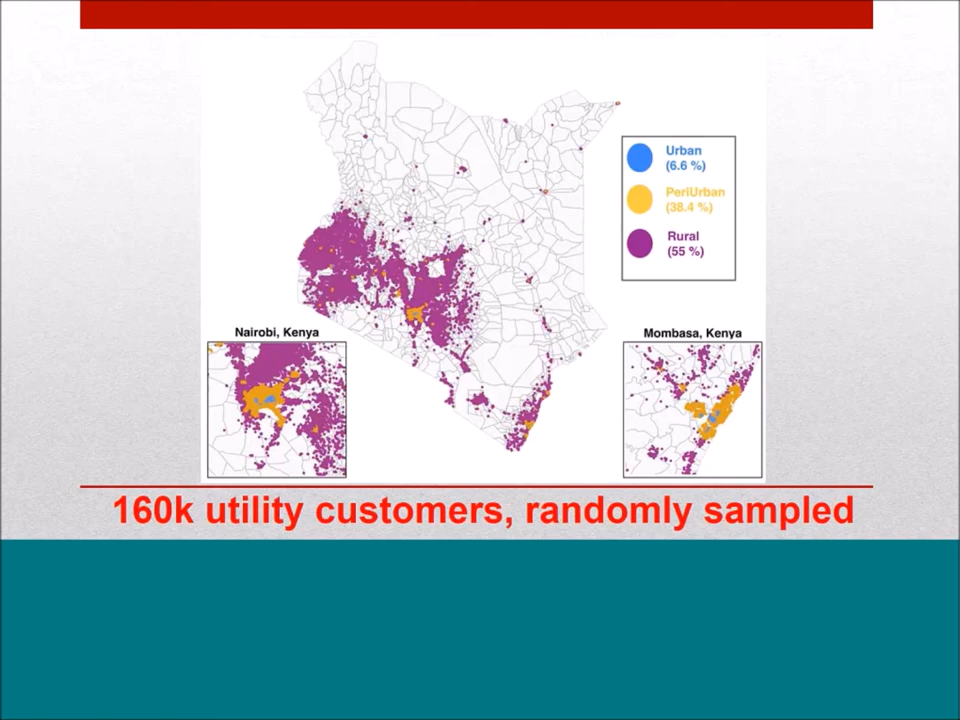 Urban
(6.6 %)
PeriUrban
(38.4 %)
Rural
(55 %)
Nairobi, Kenya
Mombasa, Kenya
160k utility customers, randomly sampled